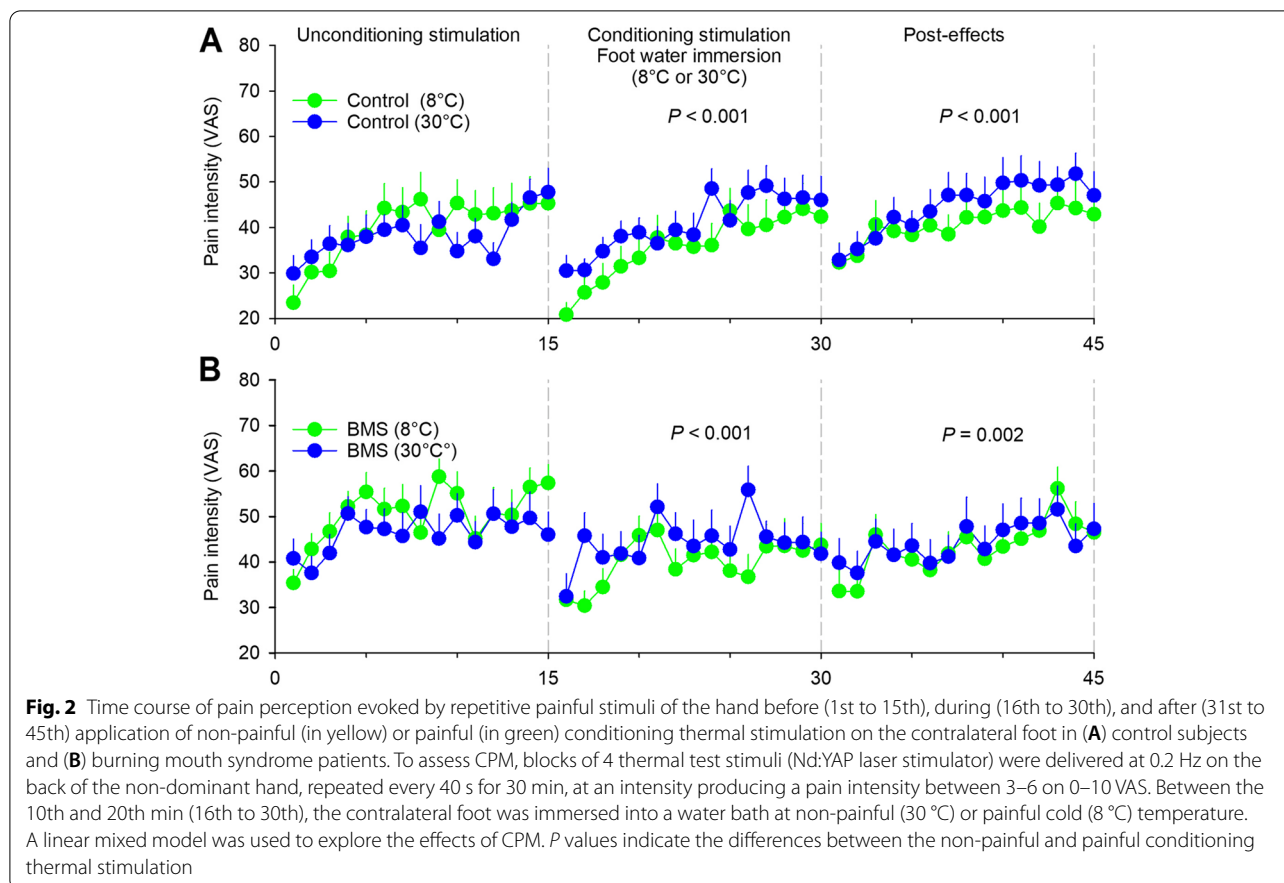 A
Unconditioning stimulation
Conditioning stimulation
Foot water immersion
(8°C or 30°C)
Post-effects
80
70
60
50
40
30
20
Pain intensity (VAS)
Control (8°C)
Control (30°C)
P < 0.001
P < 0.001
0
15
30
45
B
80
70
60
50
40
30
20
Pain intensity (VAS)
BMS (8°C)
BMS (30°C°)
P < 0.001
P = 0.002
0
15
30
45
Fig. 2 Time course of pain perception evoked by repetitive painful stimuli of the hand before (1st to 15th), during (16th to 30th), and after (31st to
45th) application of non-painful (in yellow) or painful (in green) conditioning thermal stimulation on the contralateral foot in (A) control subjects
and (B) burning mouth syndrome patients. To assess CPM, blocks of 4 thermal test stimuli (Nd:YAP laser stimulator) were delivered at 0.2 Hz on the
back of the non-dominant hand, repeated every 40 s for 30 min, at an intensity producing a pain intensity between 3–6 on 0–10 VAS. Between the
10th and 20th min (16th to 30th), the contralateral foot was immersed into a water bath at non-painful (30 °C) or painful cold (8 °C) temperature.
A linear mixed model was used to explore the effects of CPM. P values indicate the differences between the non-painful and painful conditioning
thermal stimulation